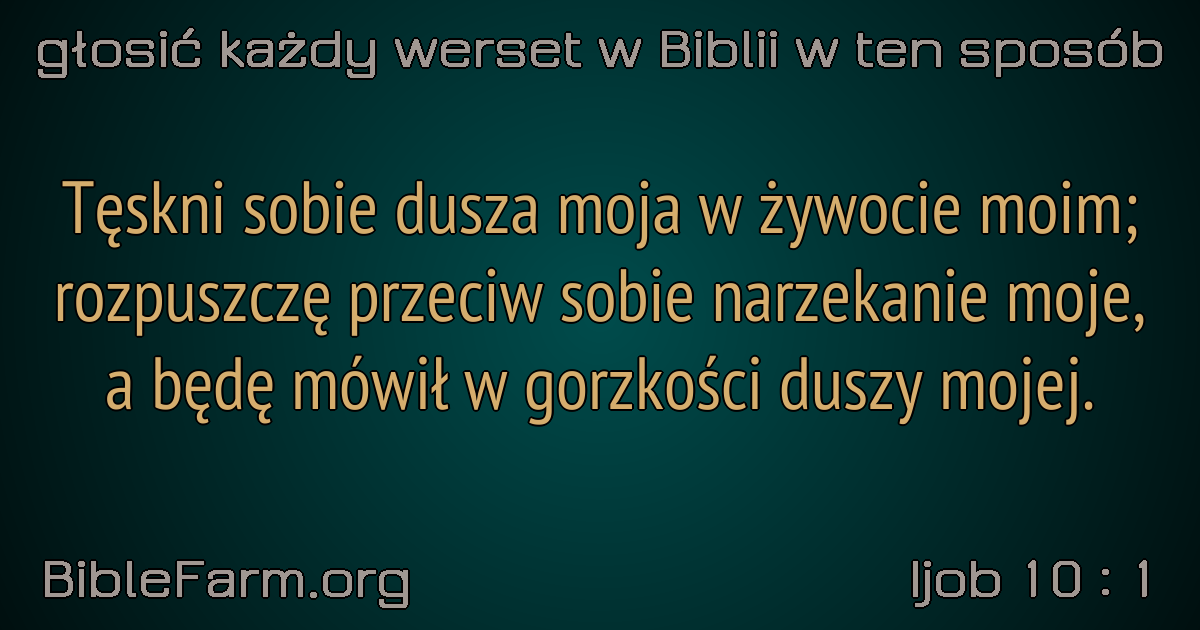 głosić każdy werset w Biblii w ten sposób
Tęskni sobie dusza moja w żywocie moim;
rozpuszczę przeciw sobie narzekanie moje,
a będę mówił w gorzkości duszy mojej.
BibleFarm.org
Ijob 10 : 1